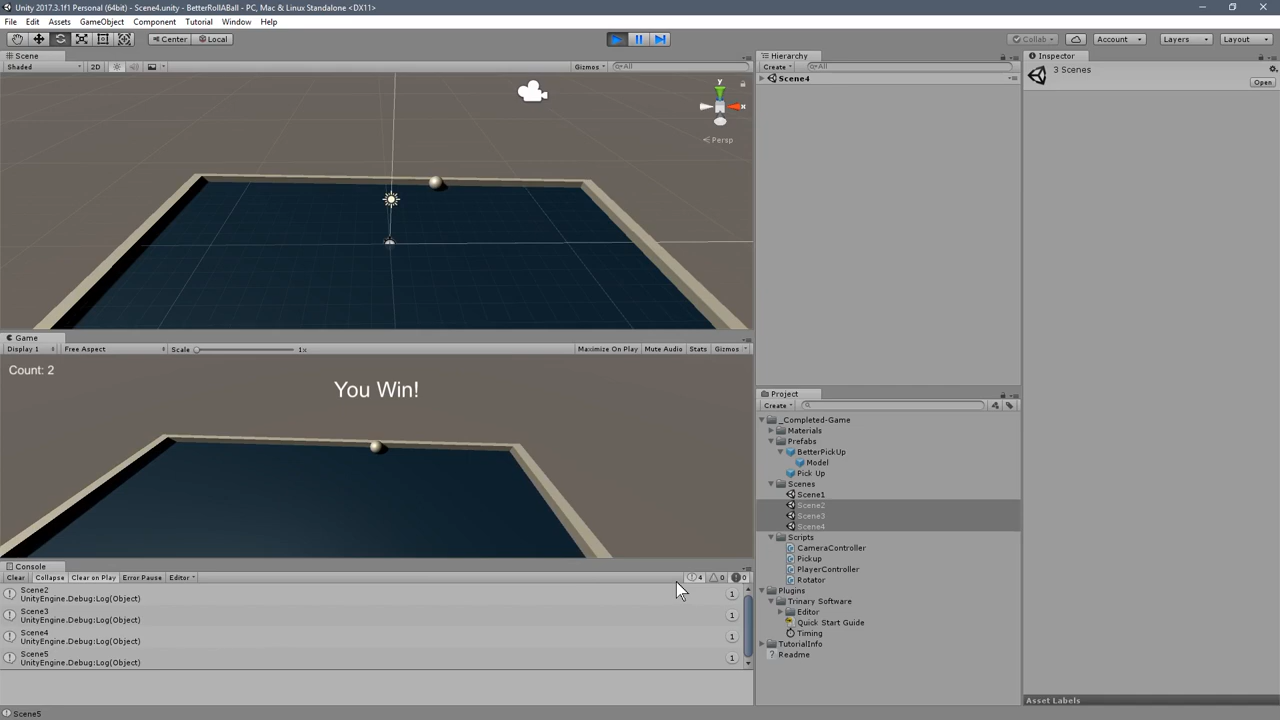 Unity 2017.3.1f1 Personal (64bit) - Scene4.unity - BetterRollABall - PC, Mac & Linux Standalone <DX11>
File Edit Assets GameObject Component Tutorial Window Help
Center Local
Collab Account Layers Layout
Scene
Shaded 2D Gizmos All
y
x
Persp
Game
Display 1 Free Aspect Scale 1x Maximize On Play Mute Audio Stats Gizmos
Count: 2
You Win!
Console
Clear Collapse Clear on Play Error Pause Editor 4 0 0
Scene2
UnityEngine.Debug:Log(Object) 1
Scene3
UnityEngine.Debug:Log(Object) 1
Scene4
UnityEngine.Debug:Log(Object) 1
Scene5
UnityEngine.Debug:Log(Object) 1
Scene5
Hierarchy
Create All
Scene4
Project
Create
_Completed-Game
Materials
Prefabs
BetterPickUp
Model
Pick Up
Scenes
Scene1
Scene2
Scene3
Scene4
Scripts
CameraController
Pickup
PlayerController
Rotator
Plugins
Trinary Software
Editor
Quick Start Guide
Timing
TutorialInfo
Readme
Inspector
3 Scenes
Open
Asset Labels